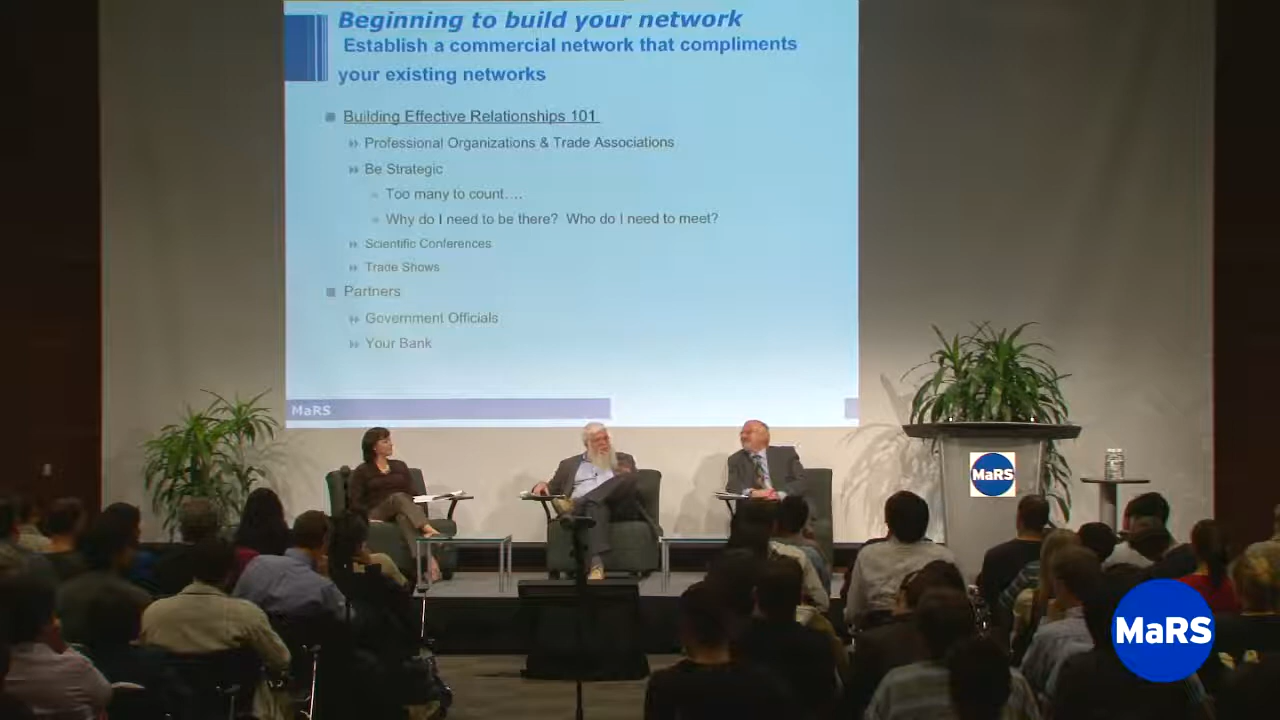 Beginning to build your network
Establish a commercial network that compliments
your existing networks
Building Effective Relationships 101
Professional Organizations & Trade Associations
Be Strategic
Too many to count….
Why do I need to be there? Who do I need to meet?
Scientific Conferences
Trade Shows
Partners
Government Officials
Your Bank
MaRS
MaRS
MaRS